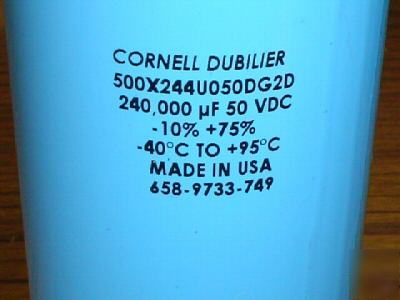 CORNELL DUBILIER
500X244U050DG2D
240,000 µF 50 VDC
-10% +75%
-40°C TO +95°C
MADE IN USA
658-9733-749